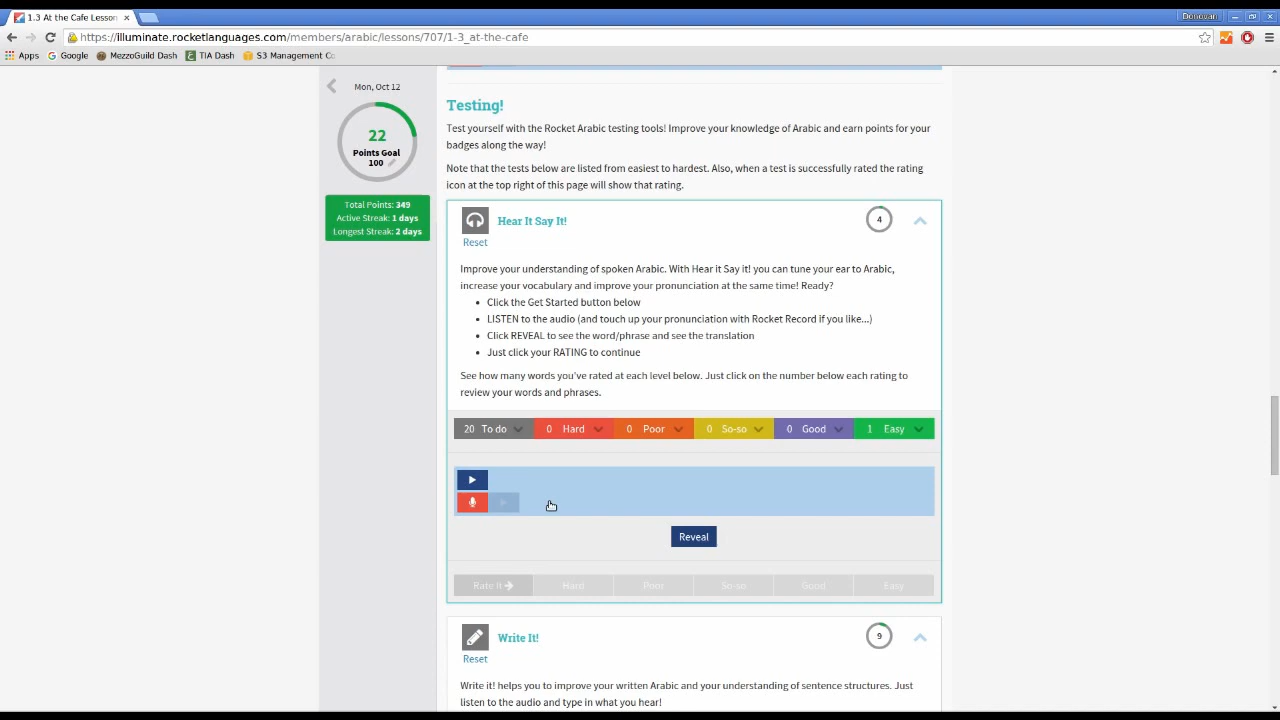 1.3 At the Cafe Lesson
Donovan
https://illuminate.rocketlanguages.com/members/arabic/lessons/707/1-3_at-the-cafe
Apps Google MezzoGuild Dash TIA Dash S3 Management Co
Mon, Oct 12
22
Points Goal
100
Total Points: 349
Active Streak: 1 days
Longest Streak: 2 days
Testing!
Test yourself with the Rocket Arabic testing tools! Improve your knowledge of Arabic and earn points for your
badges along the way!
Note that the tests below are listed from easiest to hardest. Also, when a test is successfully rated the rating
icon at the top right of this page will show that rating.
Hear It Say It!
4
Reset
Improve your understanding of spoken Arabic. With Hear it Say it! you can tune your ear to Arabic,
increase your vocabulary and improve your pronunciation at the same time! Ready?
• Click the Get Started button below
• LISTEN to the audio (and touch up your pronunciation with Rocket Record if you like...)
• Click REVEAL to see the word/phrase and see the translation
• Just click your RATING to continue
See how many words you've rated at each level below. Just click on the number below each rating to
review your words and phrases.
20 To do 0 Hard 0 Poor 0 So-so 0 Good 1 Easy
Reveal
Rate It Hard Poor So-so Good Easy
Write It!
9
Reset
Write it! helps you to improve your written Arabic and your understanding of sentence structures. Just
listen to the audio and type in what you hear!